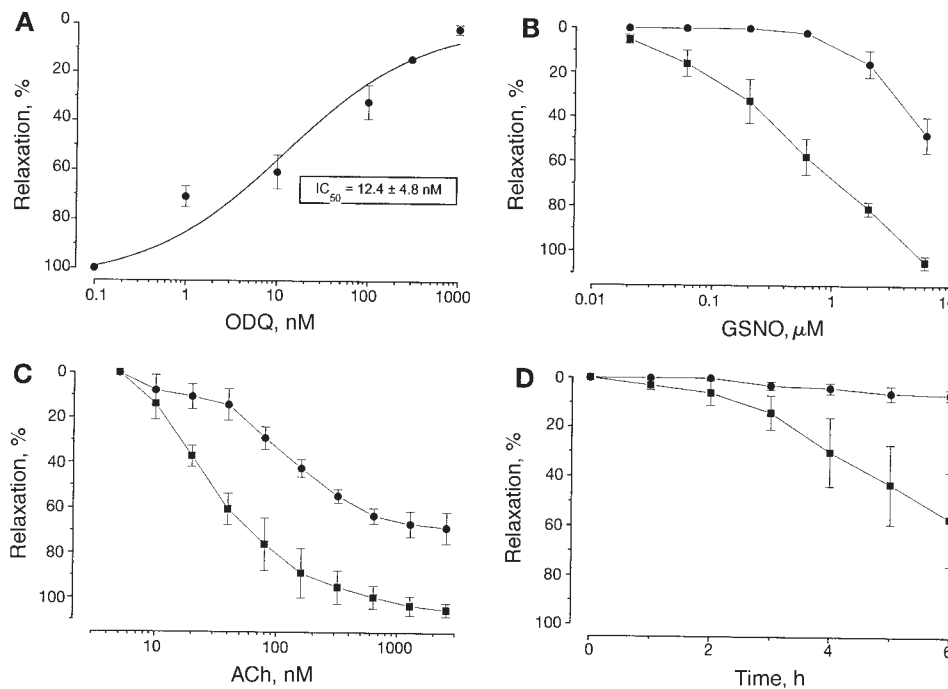 A
0
20
40
60
80
100
Relaxation, %
IC50 = 12.4 ± 4.8 nM
0.1 1 10 100 1000
ODQ, nM
B
0
20
40
60
80
100
Relaxation, %
0.01 0.1 1
GSNO, μM
C
0
20
40
60
80
100
Relaxation, %
10 100 1000
ACh, nM
D
0
20
40
60
80
100
Relaxation, %
0 2 4 6
Time, h